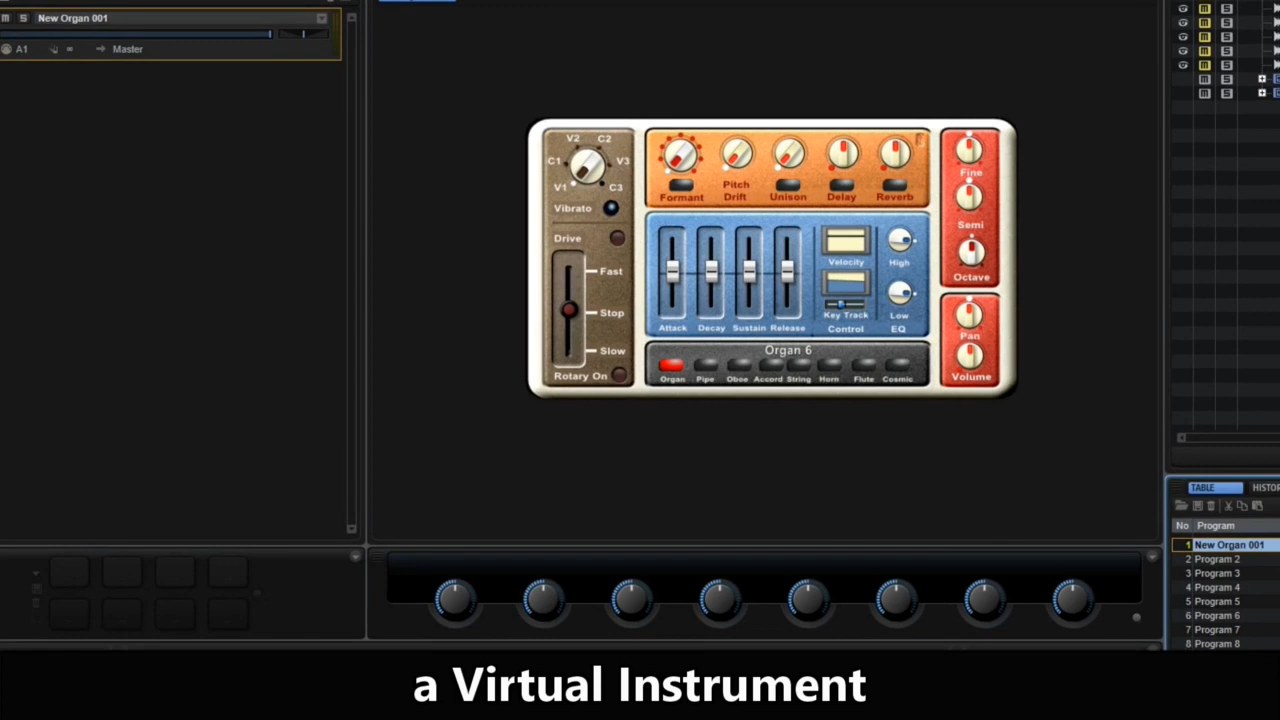 M S New Organ 001
A1 Master
V2 C2
C1 V3
V1 C3
Vibrato
Drive
Fast
Stop
Slow
Rotary On
Formant Pitch Drift Unison Delay Reverb
Velocity High
Key Track Low
Attack Decay Sustain Release Control EQ
Organ 6
Organ Pipe Oboe Accord String Horn Flute Cosmic
Fine
Semi
Octave
Pan
Volume
M S
M S
M S
M S
M S
M S
M S
TABLE HISTOR
No Program
1 New Organ 001
2 Program 2
3 Program 3
4 Program 4
5 Program 5
6 Program 6
7 Program 7
8 Program 8
a Virtual Instrument